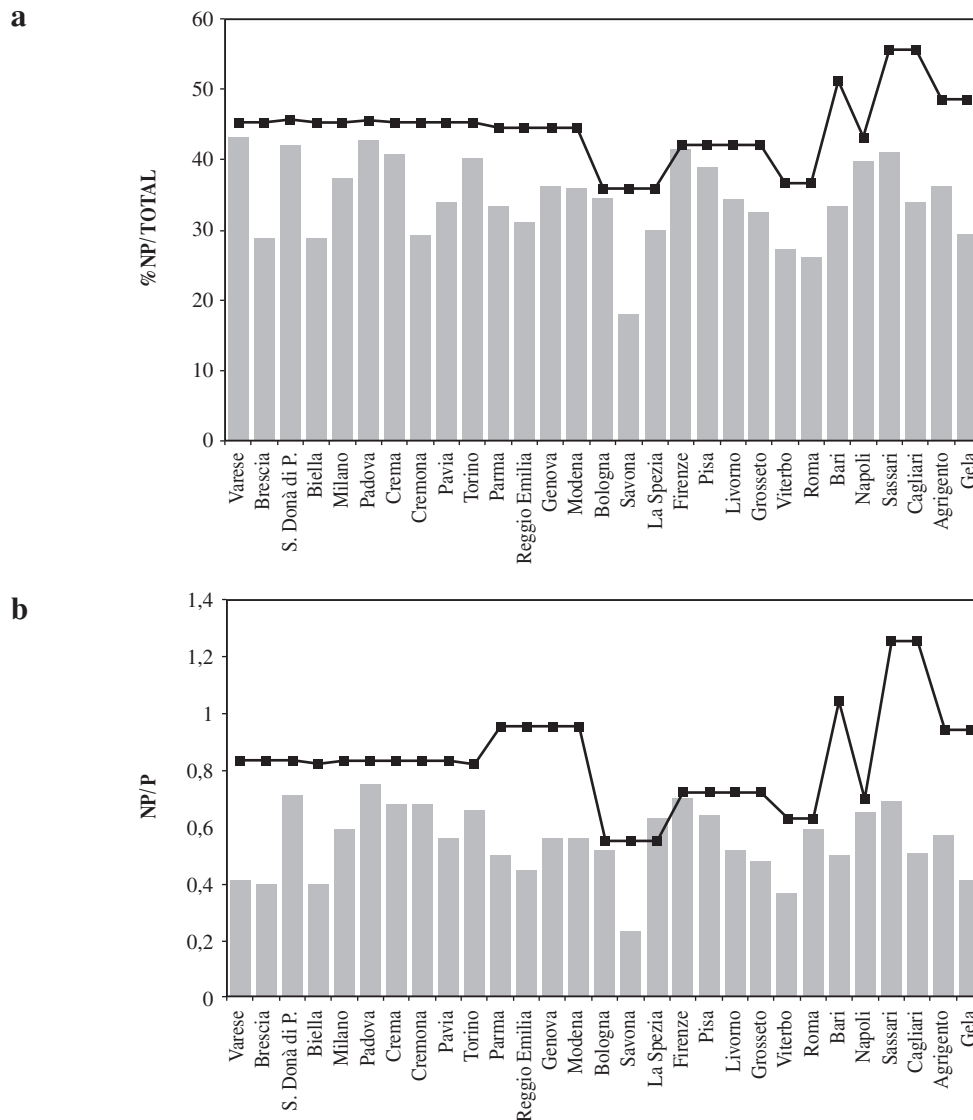 a
60
50
40
30
20
10
0
%NP/TOTAL
Varese
Brescia
S. Donà di P.
Biella
Milano
Padova
Crema
Cremona
Pavia
Torino
Parma
Reggio Emilia
Genova
Modena
Bologna
Savona
La Spezia
Firenze
Pisa
Livorno
Grosseto
Viterbo
Roma
Bari
Napoli
Sassari
Cagliari
Agrigento
Gela
b
1,4
1,2
1
0,8
0,6
0,4
0,2
0
NP/P
Varese
Brescia
S. Donà di P.
Biella
Milano
Padova
Crema
Cremona
Pavia
Torino
Parma
Reggio Emilia
Genova
Modena
Bologna
Savona
La Spezia
Firenze
Pisa
Livorno
Grosseto
Viterbo
Roma
Bari
Napoli
Sassari
Cagliari
Agrigento
Gela